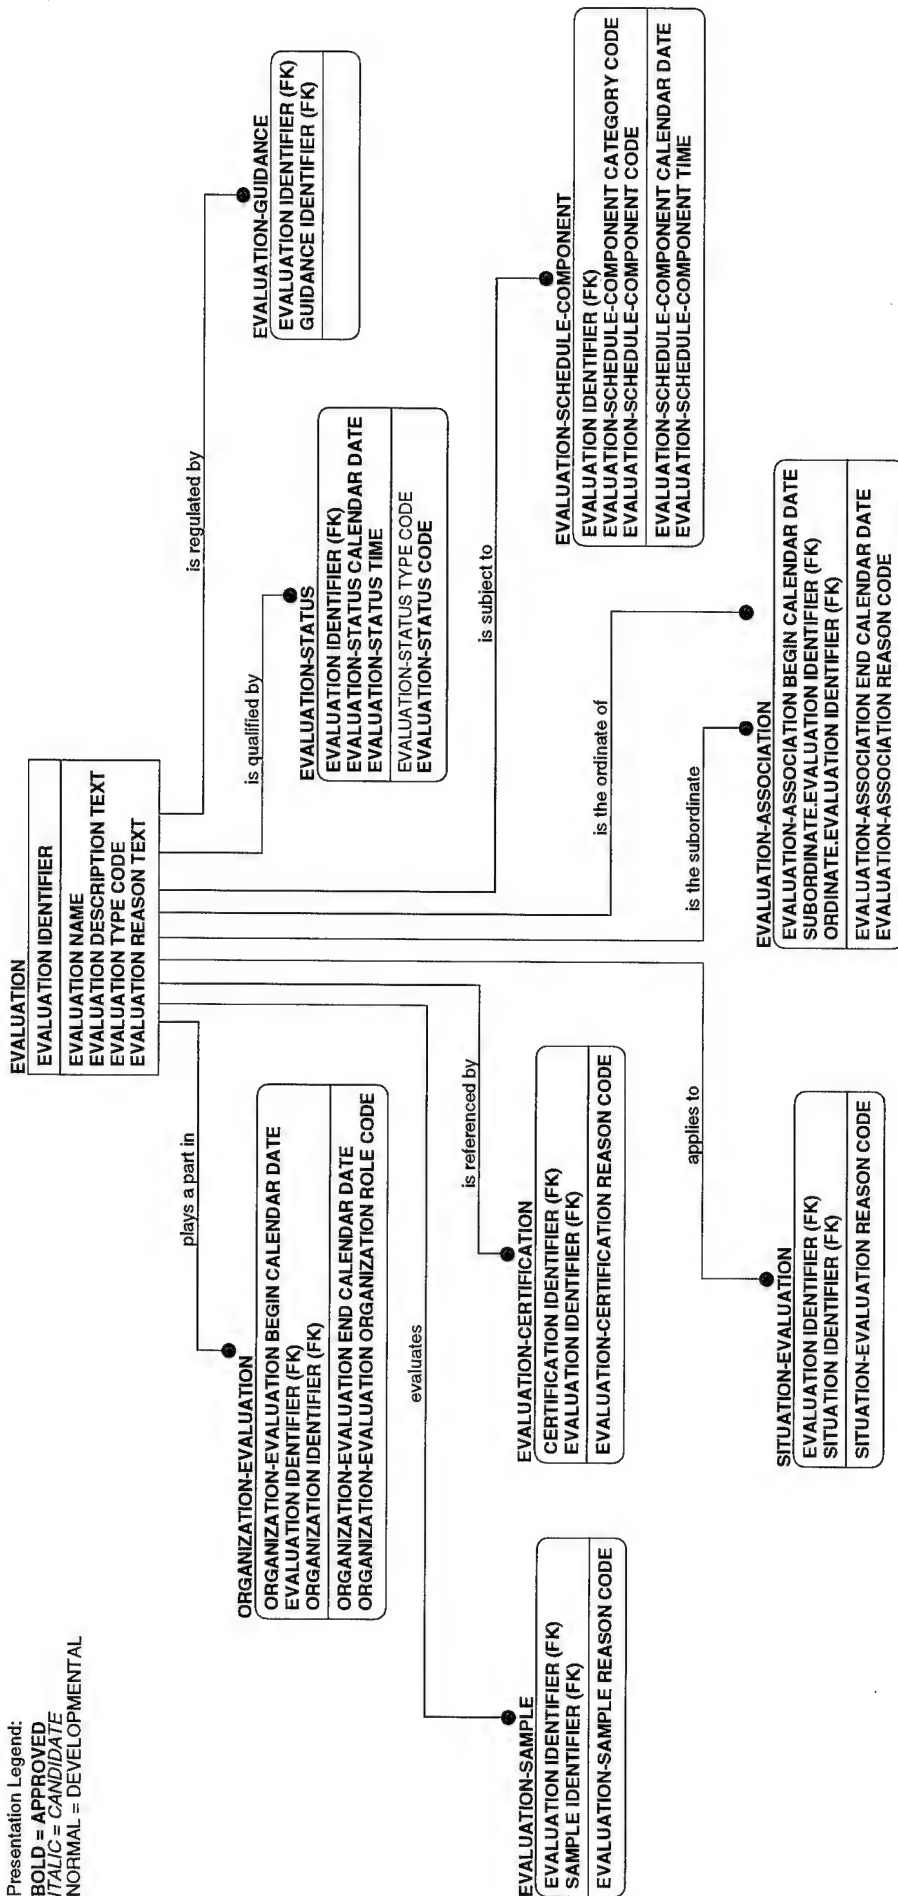 Presentation Legend:
BOLD = APPROVED
ITALIC = CANDIDATE
NORMAL = DEVELOPMENTAL
EVALUATION
EVALUATION IDENTIFIER
EVALUATION NAME
EVALUATION DESCRIPTION TEXT
EVALUATION TYPE CODE
EVALUATION REASON TEXT
plays a part in
is qualified by
is regulated by
ORGANIZATION-EVALUATION
ORGANIZATION-EVALUATION BEGIN CALENDAR DATE
EVALUATION IDENTIFIER (FK)
ORGANIZATION IDENTIFIER (FK)
ORGANIZATION-EVALUATION END CALENDAR DATE
ORGANIZATION-EVALUATION ORGANIZATION ROLE CODE
EVALUATION-STATUS
EVALUATION IDENTIFIER (FK)
EVALUATION-STATUS CALENDAR DATE
EVALUATION-STATUS TIME
EVALUATION-STATUS TYPE CODE
EVALUATION-STATUS CODE
EVALUATION-GUIDANCE
EVALUATION IDENTIFIER (FK)
GUIDANCE IDENTIFIER (FK)
evaluates
is referenced by
is subject to
EVALUATION-SAMPLE
EVALUATION IDENTIFIER (FK)
SAMPLE IDENTIFIER (FK)
EVALUATION-SAMPLE REASON CODE
EVALUATION-CERTIFICATION
CERTIFICATION IDENTIFIER (FK)
EVALUATION IDENTIFIER (FK)
EVALUATION-CERTIFICATION REASON CODE
EVALUATION-SCHEDULE-COMPONENT
EVALUATION IDENTIFIER (FK)
EVALUATION-SCHEDULE-COMPONENT CATEGORY CODE
EVALUATION-SCHEDULE-COMPONENT CODE
EVALUATION-SCHEDULE-COMPONENT CALENDAR DATE
EVALUATION-SCHEDULE-COMPONENT TIME
is the ordinate of
applies to
is the subordinate
SITUATION-EVALUATION
EVALUATION IDENTIFIER (FK)
SITUATION IDENTIFIER (FK)
SITUATION-EVALUATION REASON CODE
EVALUATION-ASSOCIATION
EVALUATION-ASSOCIATION BEGIN CALENDAR DATE
SUBORDINATE.EVALUATION IDENTIFIER (FK)
ORDINATE.EVALUATION IDENTIFIER (FK)
EVALUATION-ASSOCIATION END CALENDAR DATE
EVALUATION-ASSOCIATION REASON CODE